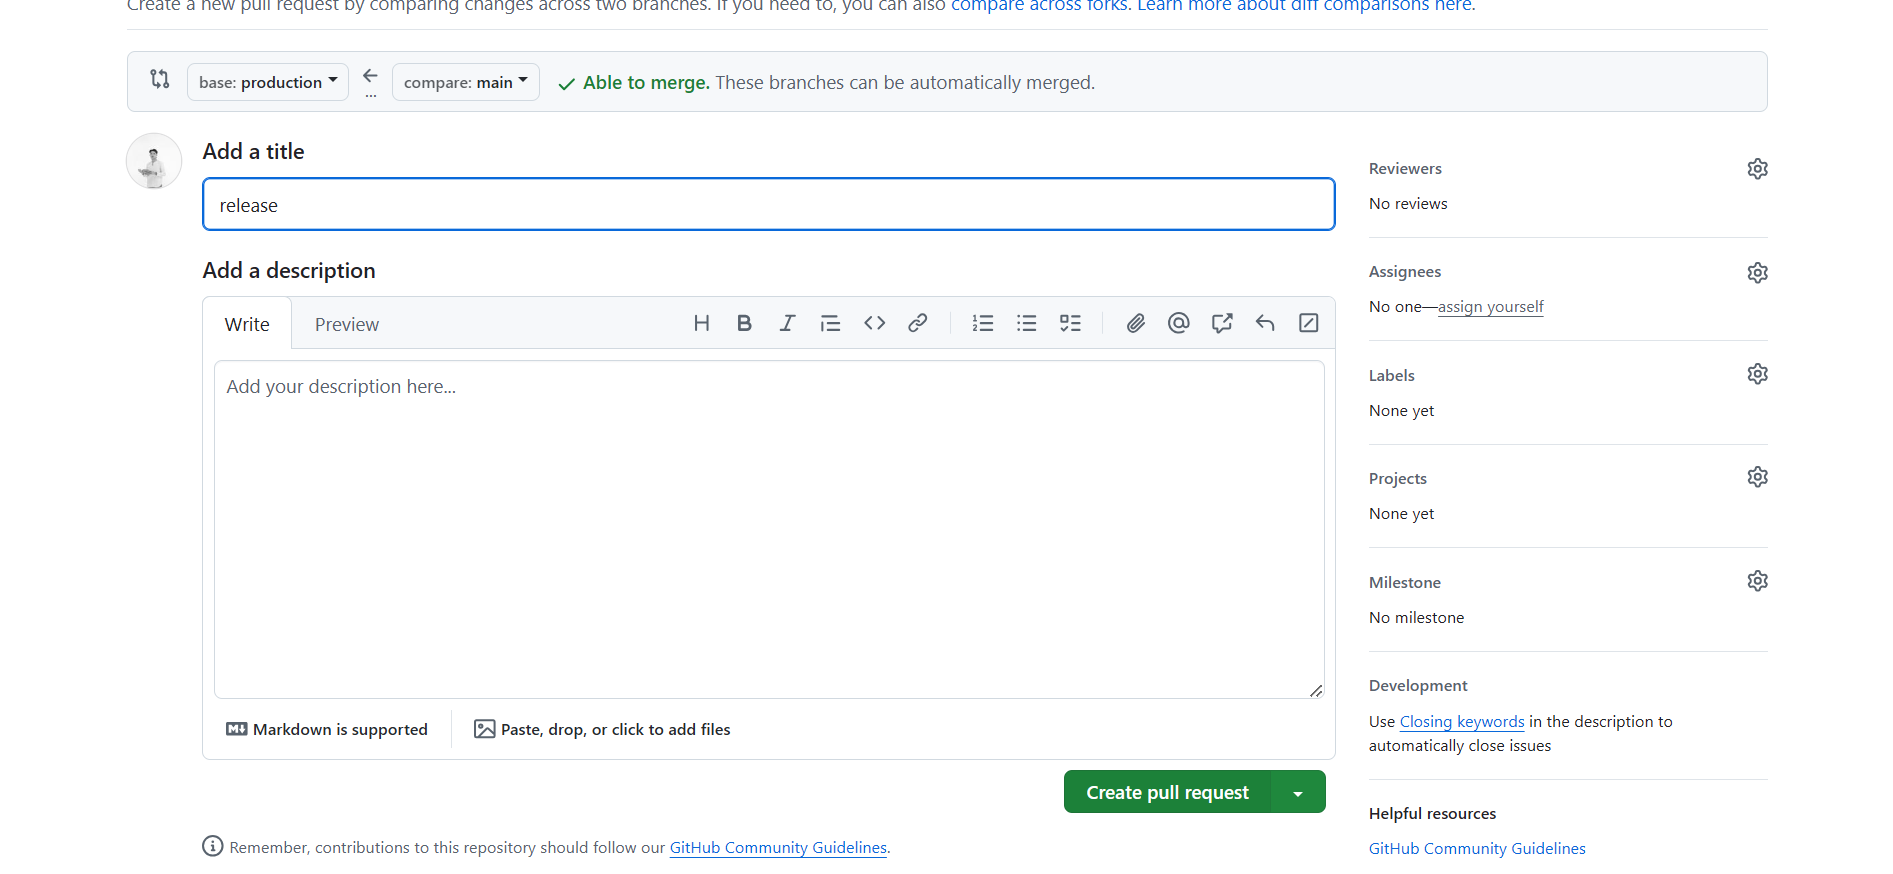 Create a new pull request by comparing changes across two branches. If you need to, you can also compare across forks. Learn more about diff comparisons here.
base: production
compare: main
Able to merge. These branches can be automatically merged.
Add a title
release
Add a description
Write
Preview
Add your description here...
Markdown is supported
Paste, drop, or click to add files
Create pull request
Remember, contributions to this repository should follow our GitHub Community Guidelines.
Reviewers
No reviews
Assignees
No one—assign yourself
Labels
None yet
Projects
None yet
Milestone
No milestone
Development
Use Closing keywords in the description to
automatically close issues
Helpful resources
GitHub Community Guidelines